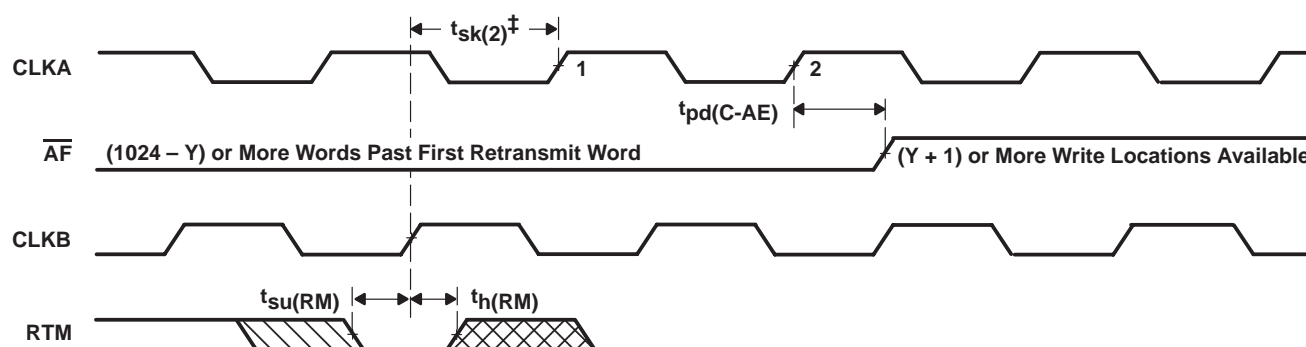 tsk(2)‡
CLKA
1
2
tpd(C-AE)
AF
(1024 – Y) or More Words Past First Retransmit Word
(Y + 1) or More Write Locations Available
CLKB
tsu(RM)
th(RM)
RTM